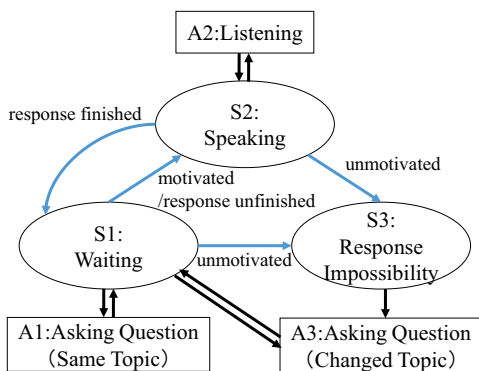 A2:Listening
S2:
Speaking
response finished
unmotivated
motivated
/response unfinished
S1:
Waiting
unmotivated
S3:
Response
Impossibility
A1:Asking Question
（Same Topic）
A3:Asking Question
（Changed Topic）